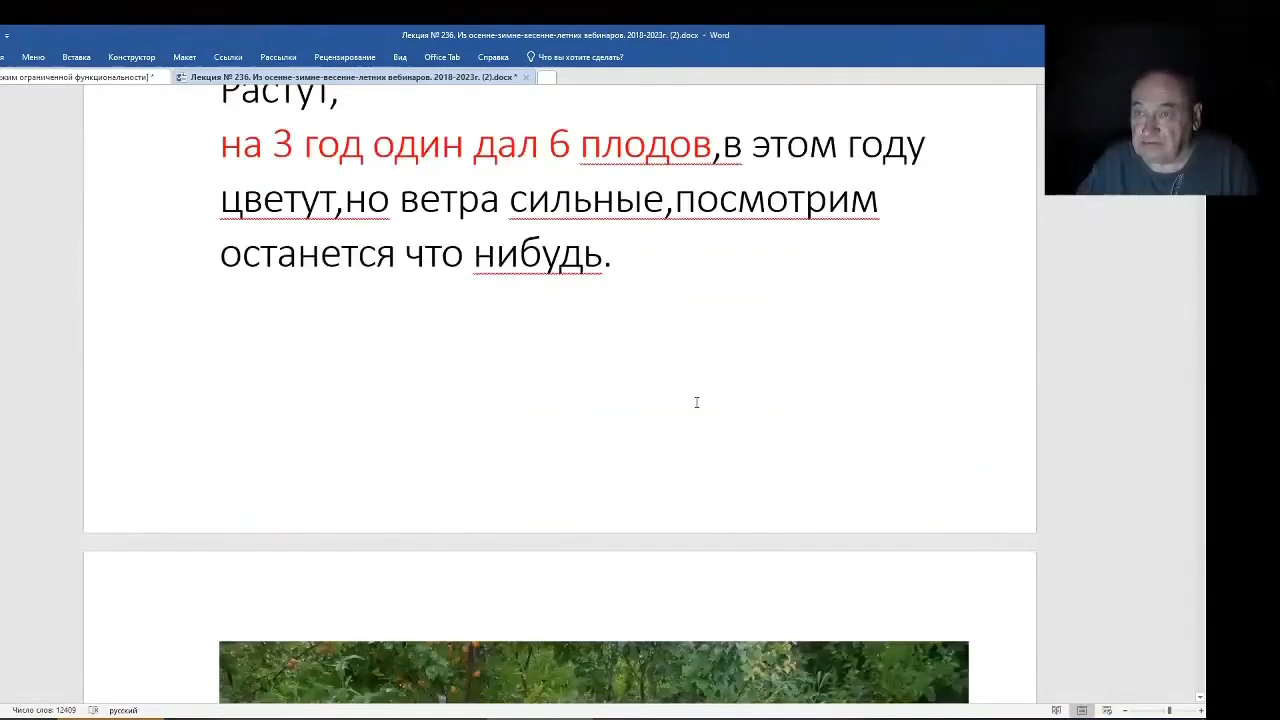 Лекция № 236. Из осенне-зимне-весенне-летних вебинаров. 2018-2023г. (2).docx - Word
Меню Вставка Конструктор Макет Ссылки Рассылки Рецензирование Вид Office Tab Справка Что вы хотите сделать?
жим ограниченной функциональности] * Лекция № 236. Из осенне-зимне-весенне-летних вебинаров. 2018-2023г. (2).docx *
Растут,
на 3 год один дал 6 плодов,в этом году
цветут,но ветра сильные,посмотрим
останется что нибудь.
Число слов: 12409 русский